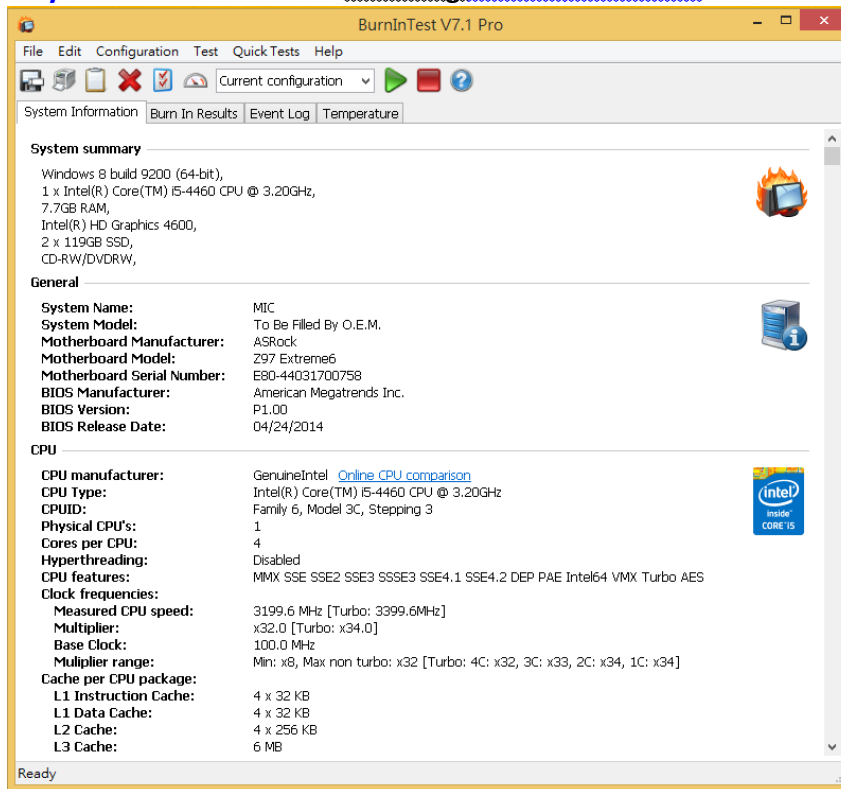 BurnInTest V7.1 Pro
File Edit Configuration Test Quick Tests Help
Current configuration
System Information Burn In Results Event Log Temperature
System summary
Windows 8 build 9200 (64-bit),
1 x Intel(R) Core(TM) i5-4460 CPU @ 3.20GHz,
7.7GB RAM,
Intel(R) HD Graphics 4600,
2 x 119GB SSD,
CD-RW/DVDRW,
General
System Name: MIC
System Model: To Be Filled By O.E.M.
Motherboard Manufacturer: ASRock
Motherboard Model: Z97 Extreme6
Motherboard Serial Number: E80-44031700758
BIOS Manufacturer: American Megatrends Inc.
BIOS Version: P1.00
BIOS Release Date: 04/24/2014
CPU
CPU manufacturer: GenuineIntel Online CPU comparison
CPU Type: Intel(R) Core(TM) i5-4460 CPU @ 3.20GHz
CPUID: Family 6, Model 3C, Stepping 3
Physical CPU's: 1
Cores per CPU: 4
Hyperthreading: Disabled
CPU features: MMX SSE SSE2 SSE3 SSSE3 SSE4.1 SSE4.2 DEP PAE Intel64 VMX Turbo AES
Clock frequencies:
Measured CPU speed: 3199.6 MHz [Turbo: 3399.6MHz]
Multiplier: x32.0 [Turbo: x34.0]
Base Clock: 100.0 MHz
Muliplier range: Min: x8, Max non turbo: x32 [Turbo: 4C: x32, 3C: x33, 2C: x34, 1C: x34]
Cache per CPU package:
L1 Instruction Cache: 4 x 32 KB
L1 Data Cache: 4 x 32 KB
L2 Cache: 4 x 256 KB
L3 Cache: 6 MB
(intel)
inside
CORE i5
Ready